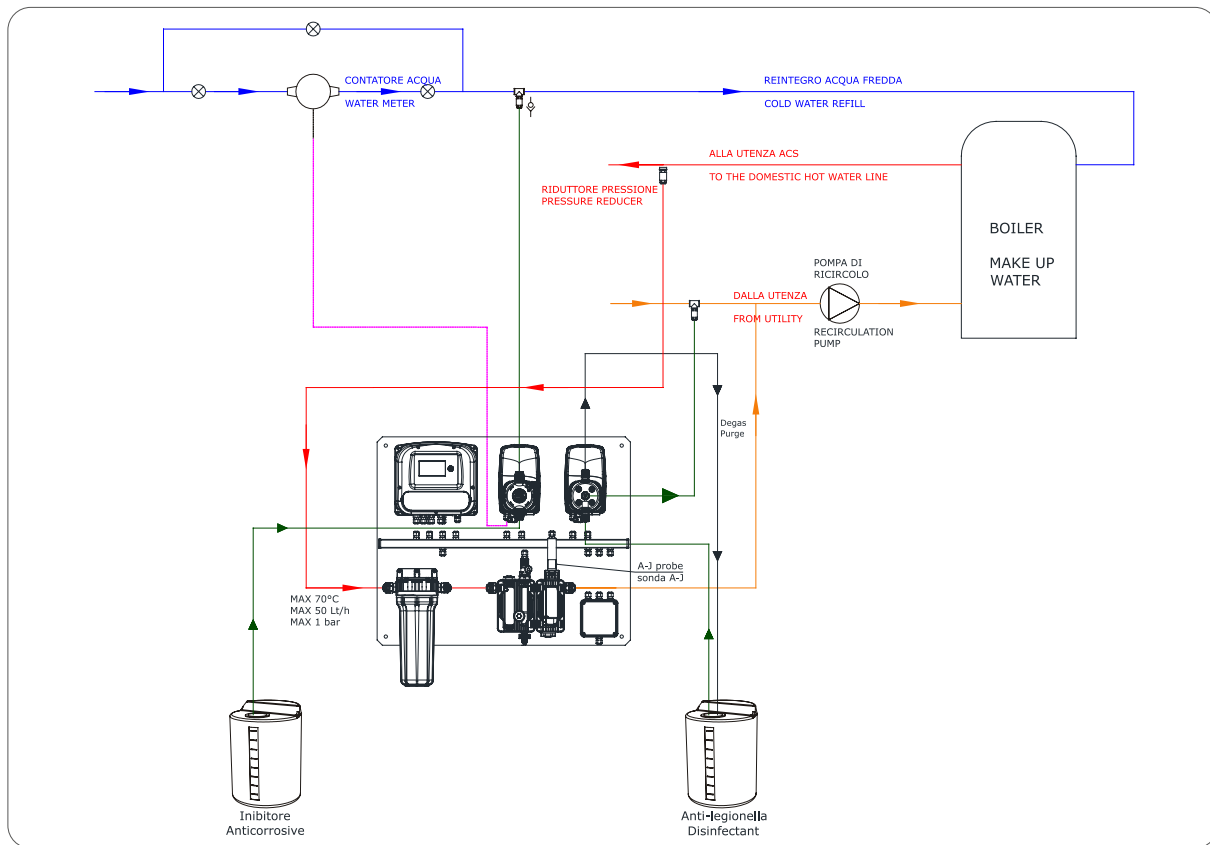 CONTATORE ACQUA
WATER METER
REINTEGRO ACQUA FREDDA
COLD WATER REFILL
ALLA UTENZA ACS
TO THE DOMESTIC HOT WATER LINE
RIDUTTORE PRESSIONE
PRESSURE REDUCER
BOILER
MAKE UP
WATER
POMPA DI
RICIRCOLO
DALLA UTENZA
FROM UTILITY
RECIRCULATION
PUMP
Degas
Purge
A-J probe
sonda A-J
MAX 70°C
MAX 50 Lt/h
MAX 1 bar
Inibitore
Anticorrosive
Anti-legionella
Disinfectant